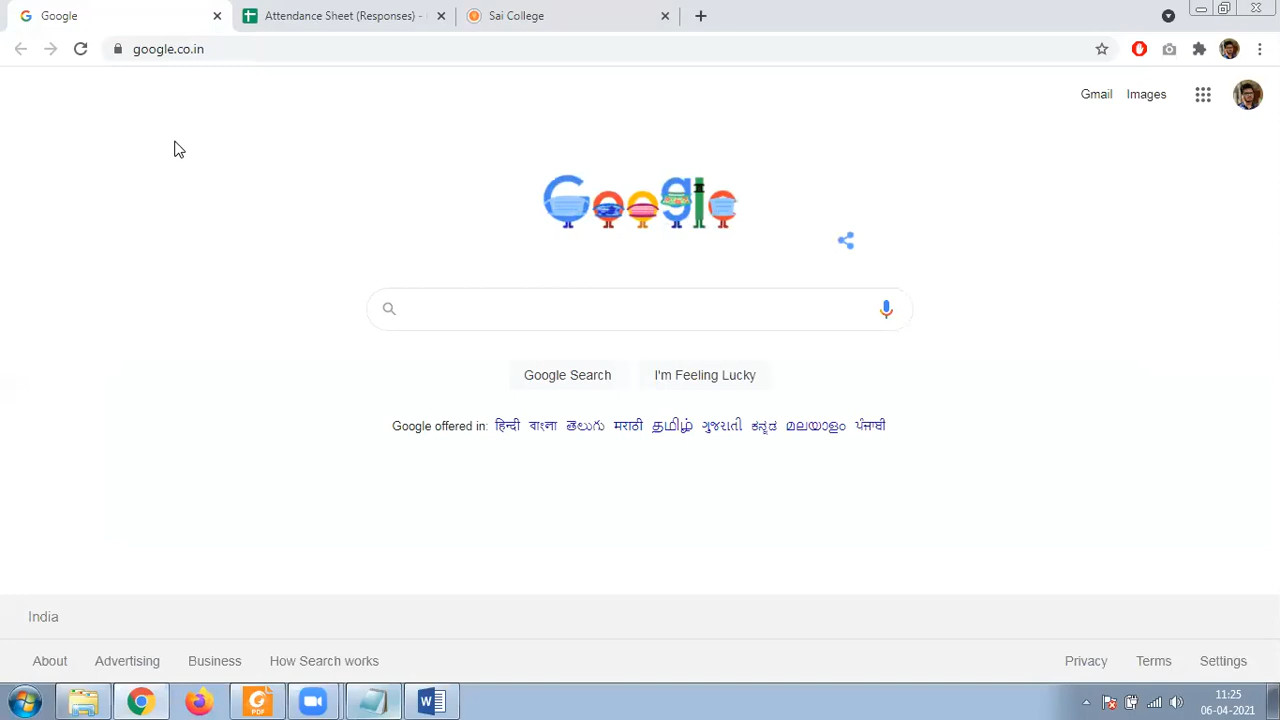 Google
Attendance Sheet (Responses) -
Sai College
google.co.in
Gmail
Images
Google
Google Search
I'm Feeling Lucky
Google offered in: हिन्दी বাংলা తెలుగు मराठी தமிழ் ગુજરાતી ಕನ್ನಡ മലയാളം ਪੰਜਾਬੀ
India
About
Advertising
Business
How Search works
Privacy
Terms
Settings
PDF
W
11:25
06-04-2021